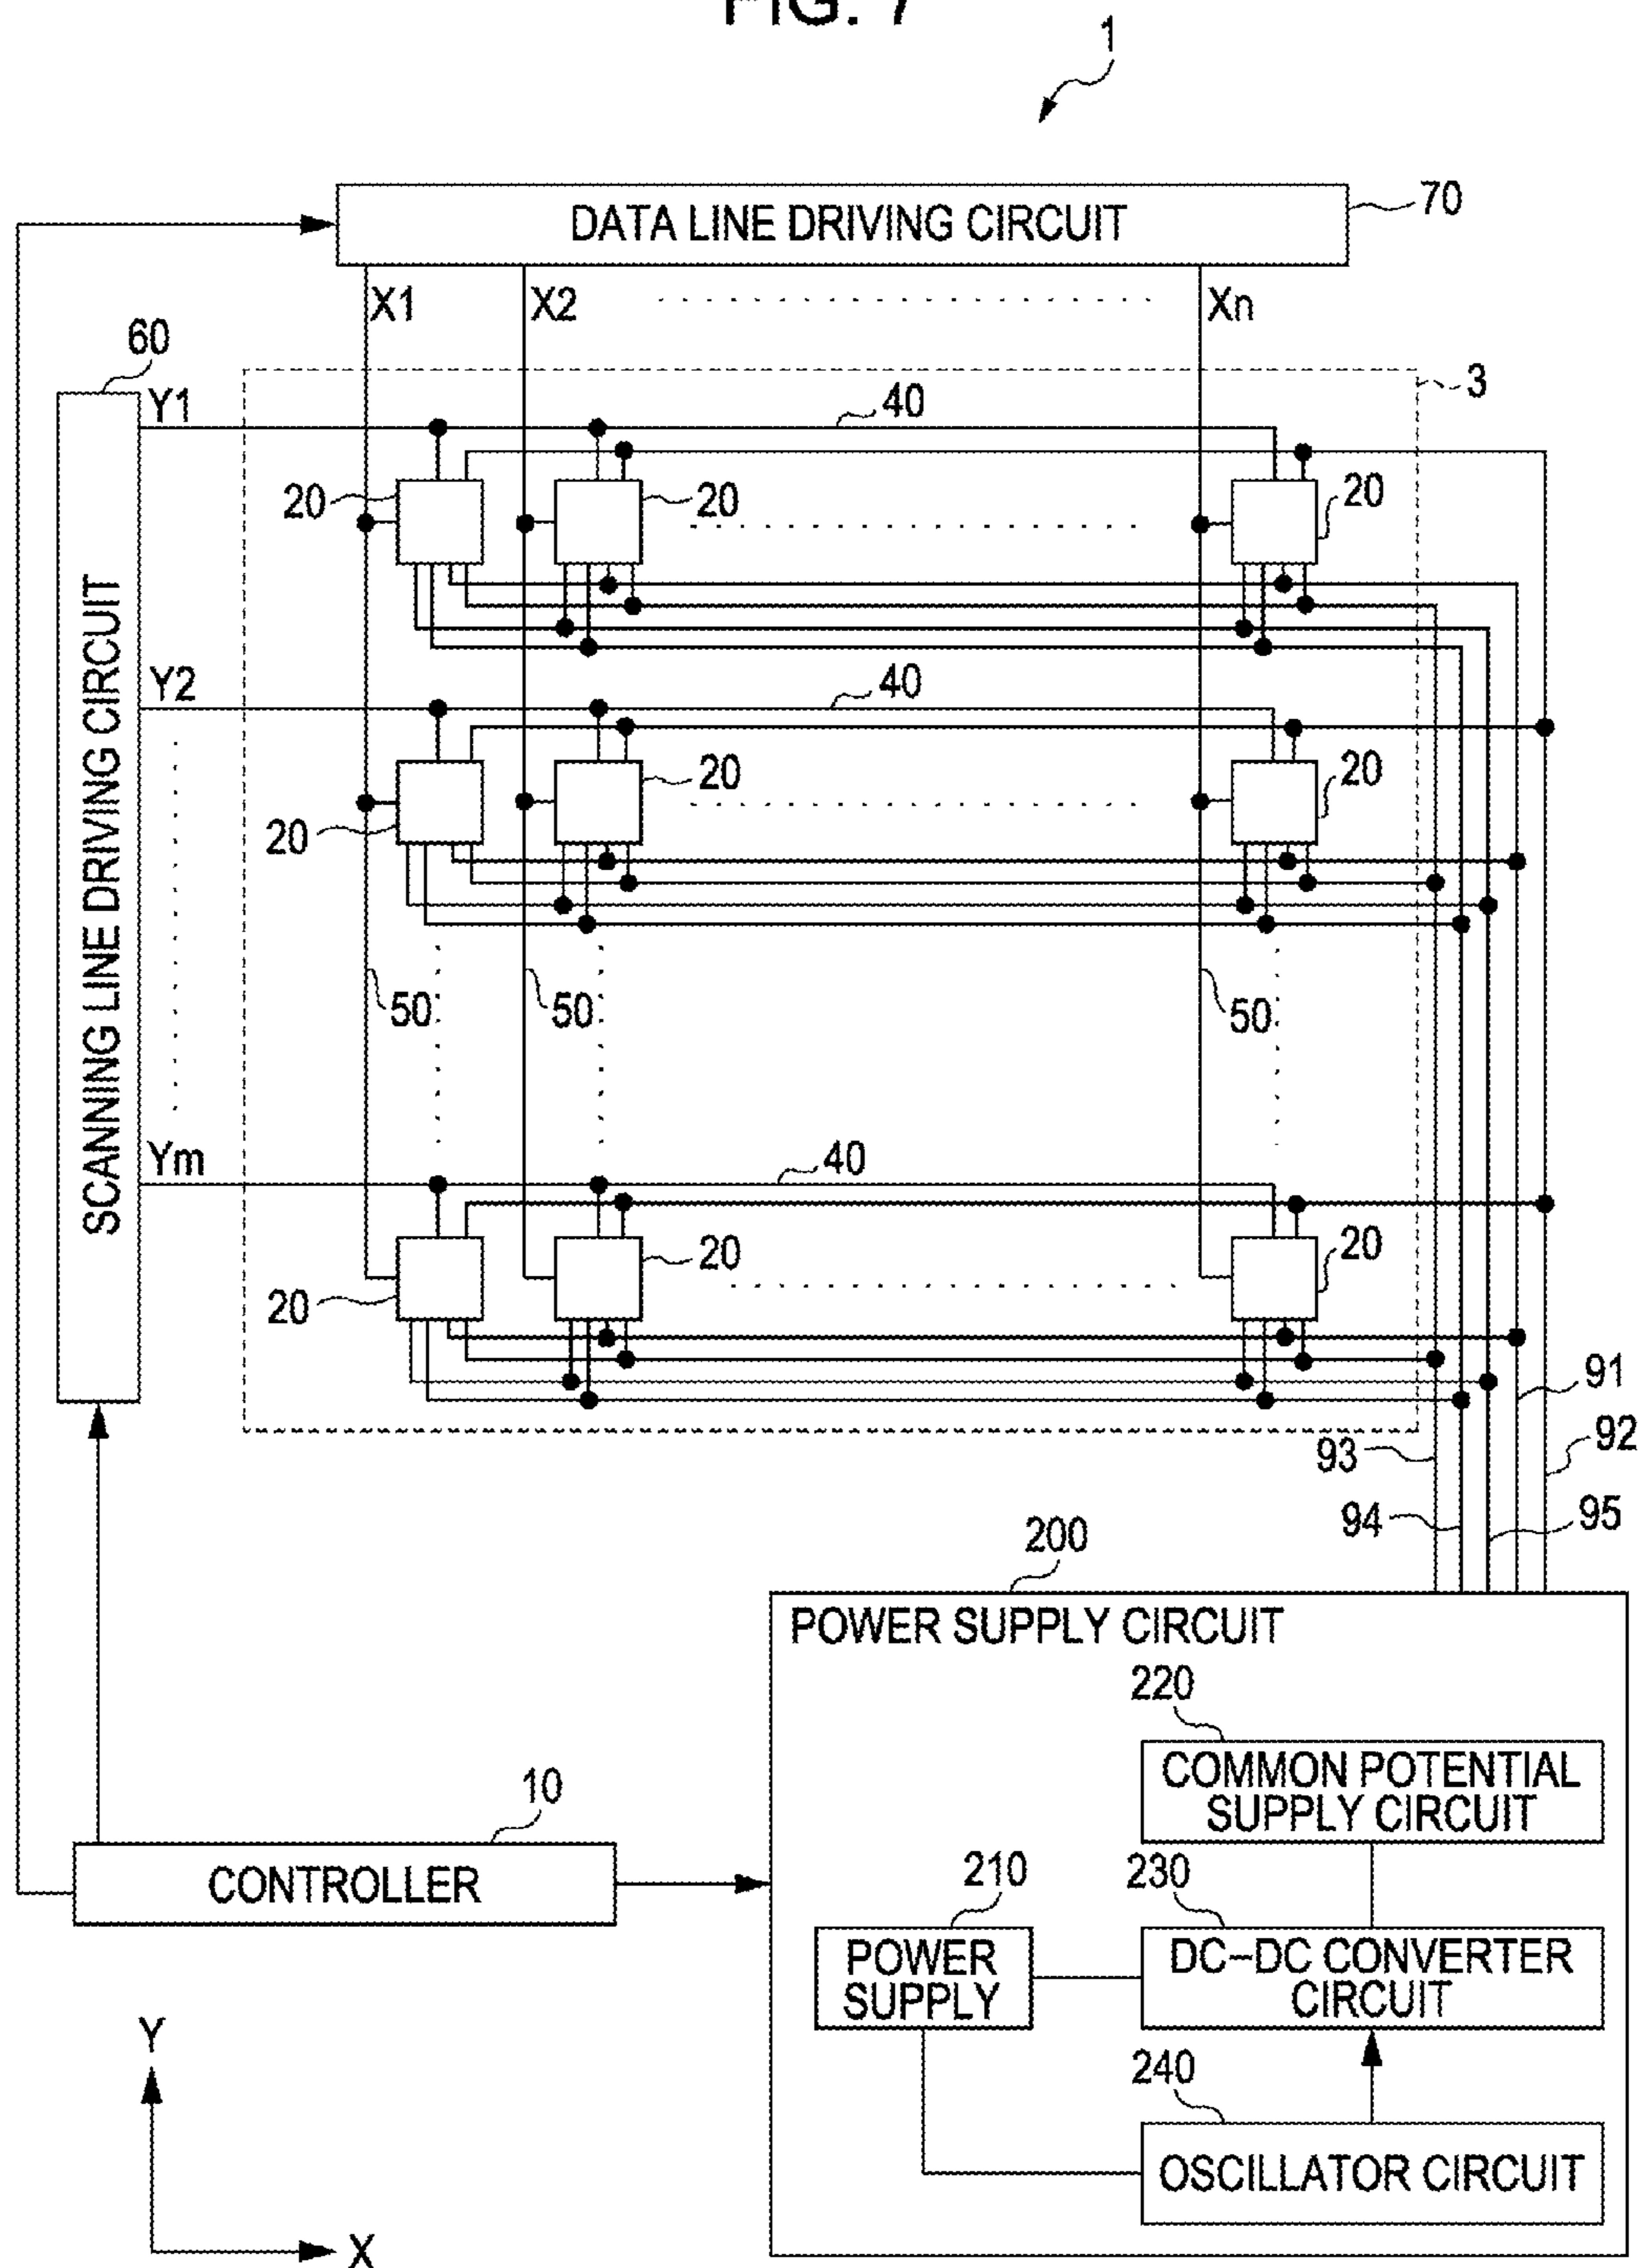 FIG. 7
1
DATA LINE DRIVING CIRCUIT
70
X1
X2
Xn
60
SCANNING LINE DRIVING CIRCUIT
Y1
40
3
20
20
20
Y2
40
20
20
20
50
50
50
Ym
40
20
20
20
91
92
93
94
95
200
POWER SUPPLY CIRCUIT
220
COMMON POTENTIAL
SUPPLY CIRCUIT
10
CONTROLLER
210
POWER
SUPPLY
230
DC-DC CONVERTER
CIRCUIT
240
OSCILLATOR CIRCUIT
Y
X